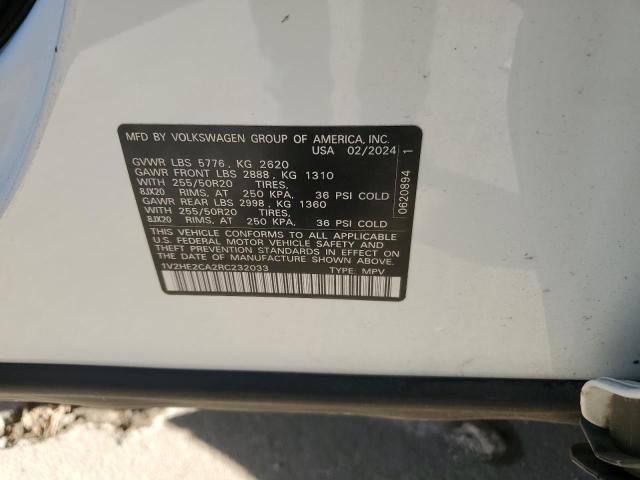 MFD BY VOLKSWAGEN GROUP OF AMERICA, INC.
USA 02/2024
GVWR LBS 5776, KG 2620
GAWR FRONT LBS 2888, KG 1310
WITH 255/50R20 TIRES,
8JX20 RIMS, AT 250 KPA, 36 PSI COLD
GAWR REAR LBS 2998, KG 1360
WITH 255/50R20 TIRES,
8JX20 RIMS, AT 250 KPA, 36 PSI COLD
THIS VEHICLE CONFORMS TO ALL APPLICABLE
U.S. FEDERAL MOTOR VEHICLE SAFETY AND
THEFT PREVENTION STANDARDS IN EFFECT ON
THE DATE OF MANUFACTURE SHOWN ABOVE.
1V2HE2CA2RC232033 TYPE: MPV
0620894 1